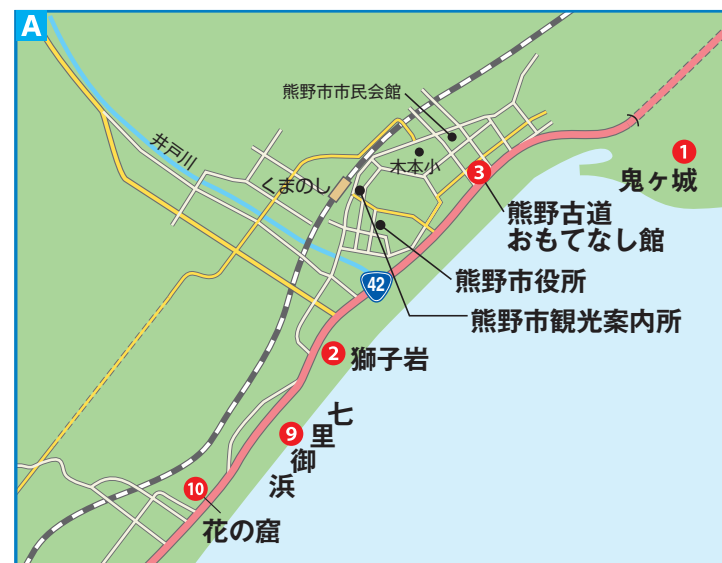 A
熊野市市民会館
井戸川
木本小
1
鬼ヶ城
くまのし
3
熊野古道
おもてなし館
42
熊野市役所
熊野市観光案内所
2 獅子岩
9 七里御浜
10
花の窟